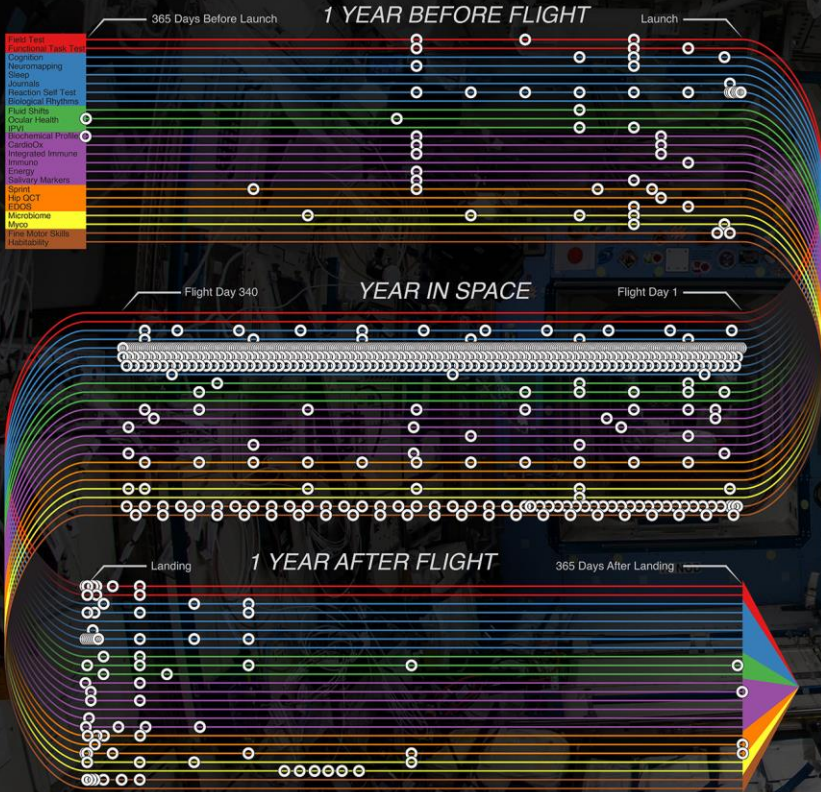 1 YEAR BEFORE FLIGHT
365 Days Before Launch
Launch
Field Test
Functional Task Test
Cognition
Neuromapping
Sleep
Journals
Reaction Self Test
Biological Rhythms
Fluid Shifts
Ocular Health
IPVI
Biochemical Profile
CardioOx
Integrated Immune
Immuno
Energy
Salivary Markers
Sprint
Hip QCT
EDOS
Microbiome
Myco
Fine Motor Skills
Habitability
Flight Day 340
YEAR IN SPACE
Flight Day 1
Landing
1 YEAR AFTER FLIGHT
365 Days After Landing